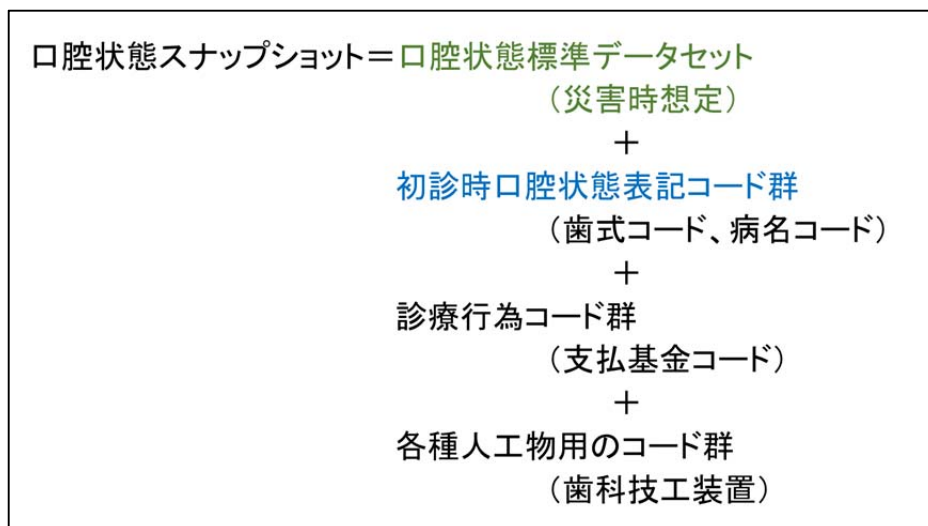 口腔状態スナップショット＝口腔状態標準データセット
（災害時想定）
＋
初診時口腔状態表記コード群
（歯式コード、病名コード）
＋
診療行為コード群
（支払基金コード）
＋
各種人工物用のコード群
（歯科技工装置）